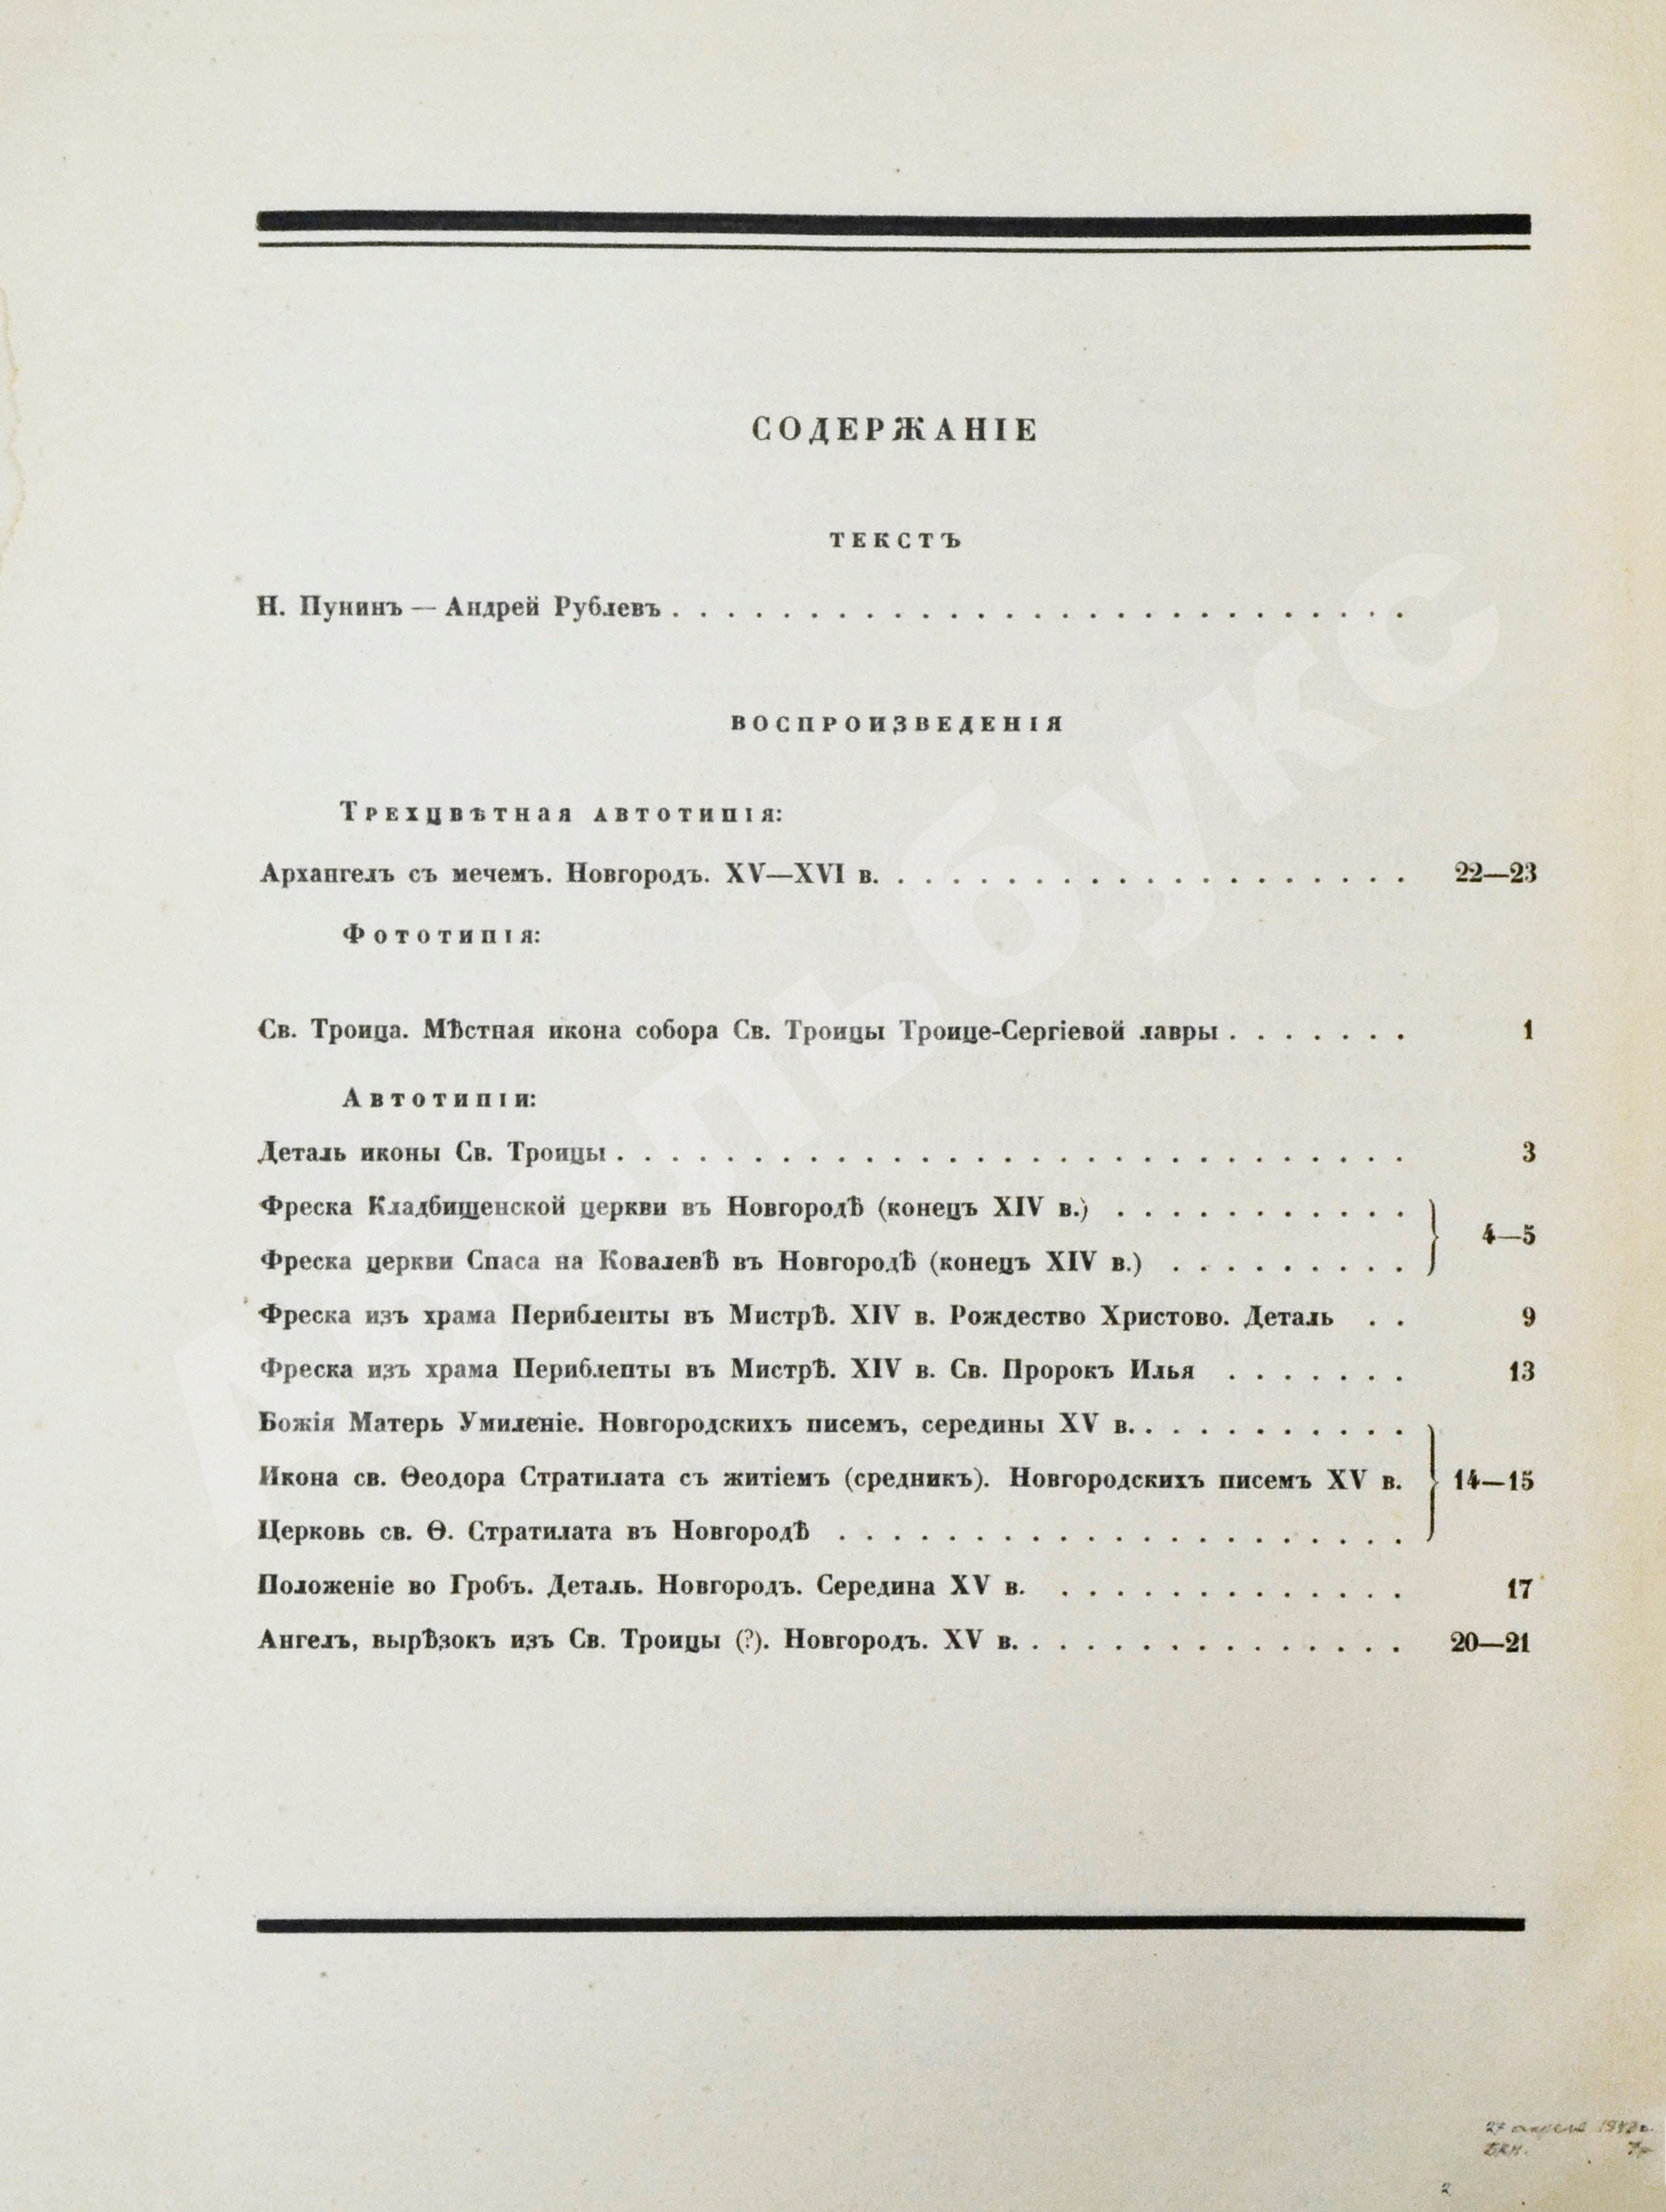 СОДЕРЖАНІЕ
ТЕКСТЪ
Н. Пунинъ — Андрей Рублевъ . . . . . . . . . . . . . . . . . . . . . . . . . . .
ВОСПРОИЗВЕДЕНІЯ
Трехцвѣтная автотипія:
Архангелъ съ мечемъ. Новгородъ. XV—XVI в. . . . . . . . . . . . . . . . . . . . 22—23
Фототипія:
Св. Троица. Мѣстная икона собора Св. Троицы Троице-Сергіевой лавры . . . . . . . 1
Автотипіи:
Деталь иконы Св. Троицы . . . . . . . . . . . . . . . . . . . . . . . . . . . . . 3
Фреска Кладбищенской церкви въ Новгородѣ (конецъ XIV в.) . . . . . . . . . . .
4—5
Фреска церкви Спаса на Ковалевѣ въ Новгородѣ (конецъ XIV в.) . . . . . . . . .
Фреска изъ храма Периблепты въ Мистрѣ. XIV в. Рождество Христово. Деталь . . 9
Фреска изъ храма Периблепты въ Мистрѣ. XIV в. Св. Пророкъ Илья . . . . . . . 13
Божія Матерь Умиленіе. Новгородскихъ писемъ, середины XV в. . . . . . . . . . .
Икона св. Ѳеодора Стратилата съ житіемъ (средникъ). Новгородскихъ писемъ XV в. 14—15
Церковь св. Ѳ. Стратилата въ Новгородѣ . . . . . . . . . . . . . . . . . . . . .
Положеніе во Гробъ. Деталь. Новгородъ. Середина XV в. . . . . . . . . . . . . . 17
Ангелъ, вырѣзокъ изъ Св. Троицы (?). Новгородъ. XV в. . . . . . . . . . . . . . . 20—21
27 апреля
2